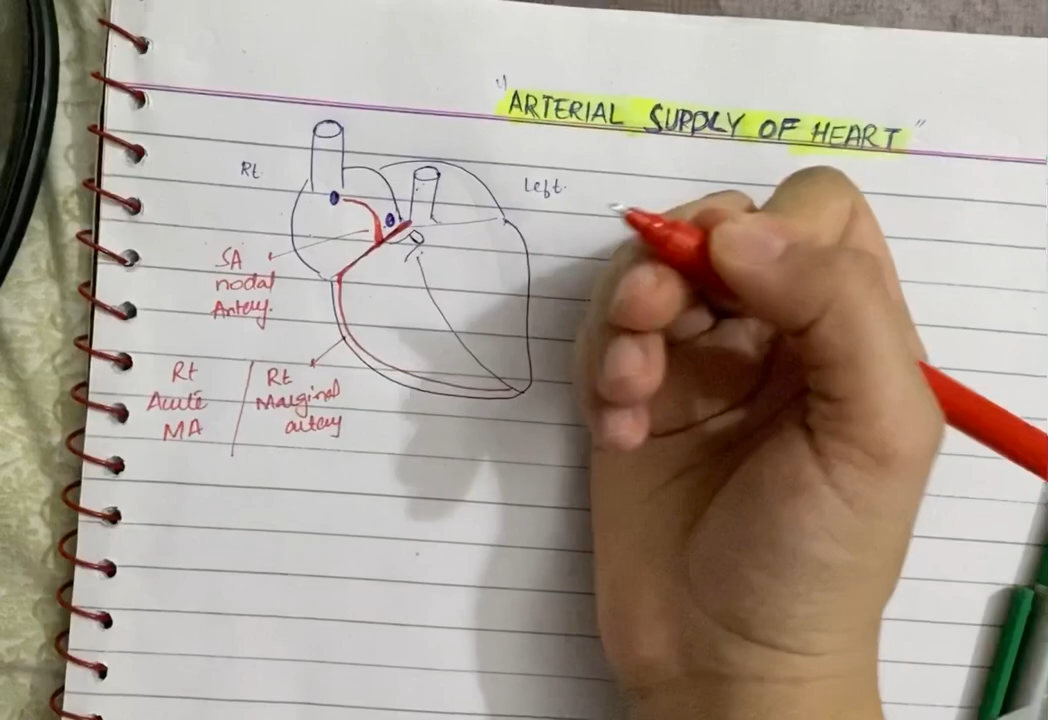 "ARTERIAL SUPPLY OF HEART"
Rt.
Left.
SA
nodal
Artery.
Rt
Acute
MA
Rt
Marginal
artery